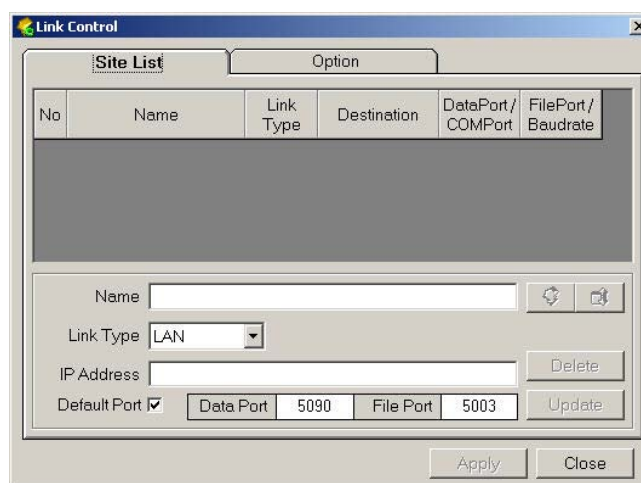 Link Control
Site List
Option
No
Name
Link Type
Destination
DataPort/ COMPort
FilePort/ Baudrate
Name
Link Type LAN
IP Address
Delete
Default Port Data Port 5090 File Port 5003 Update
Apply Close